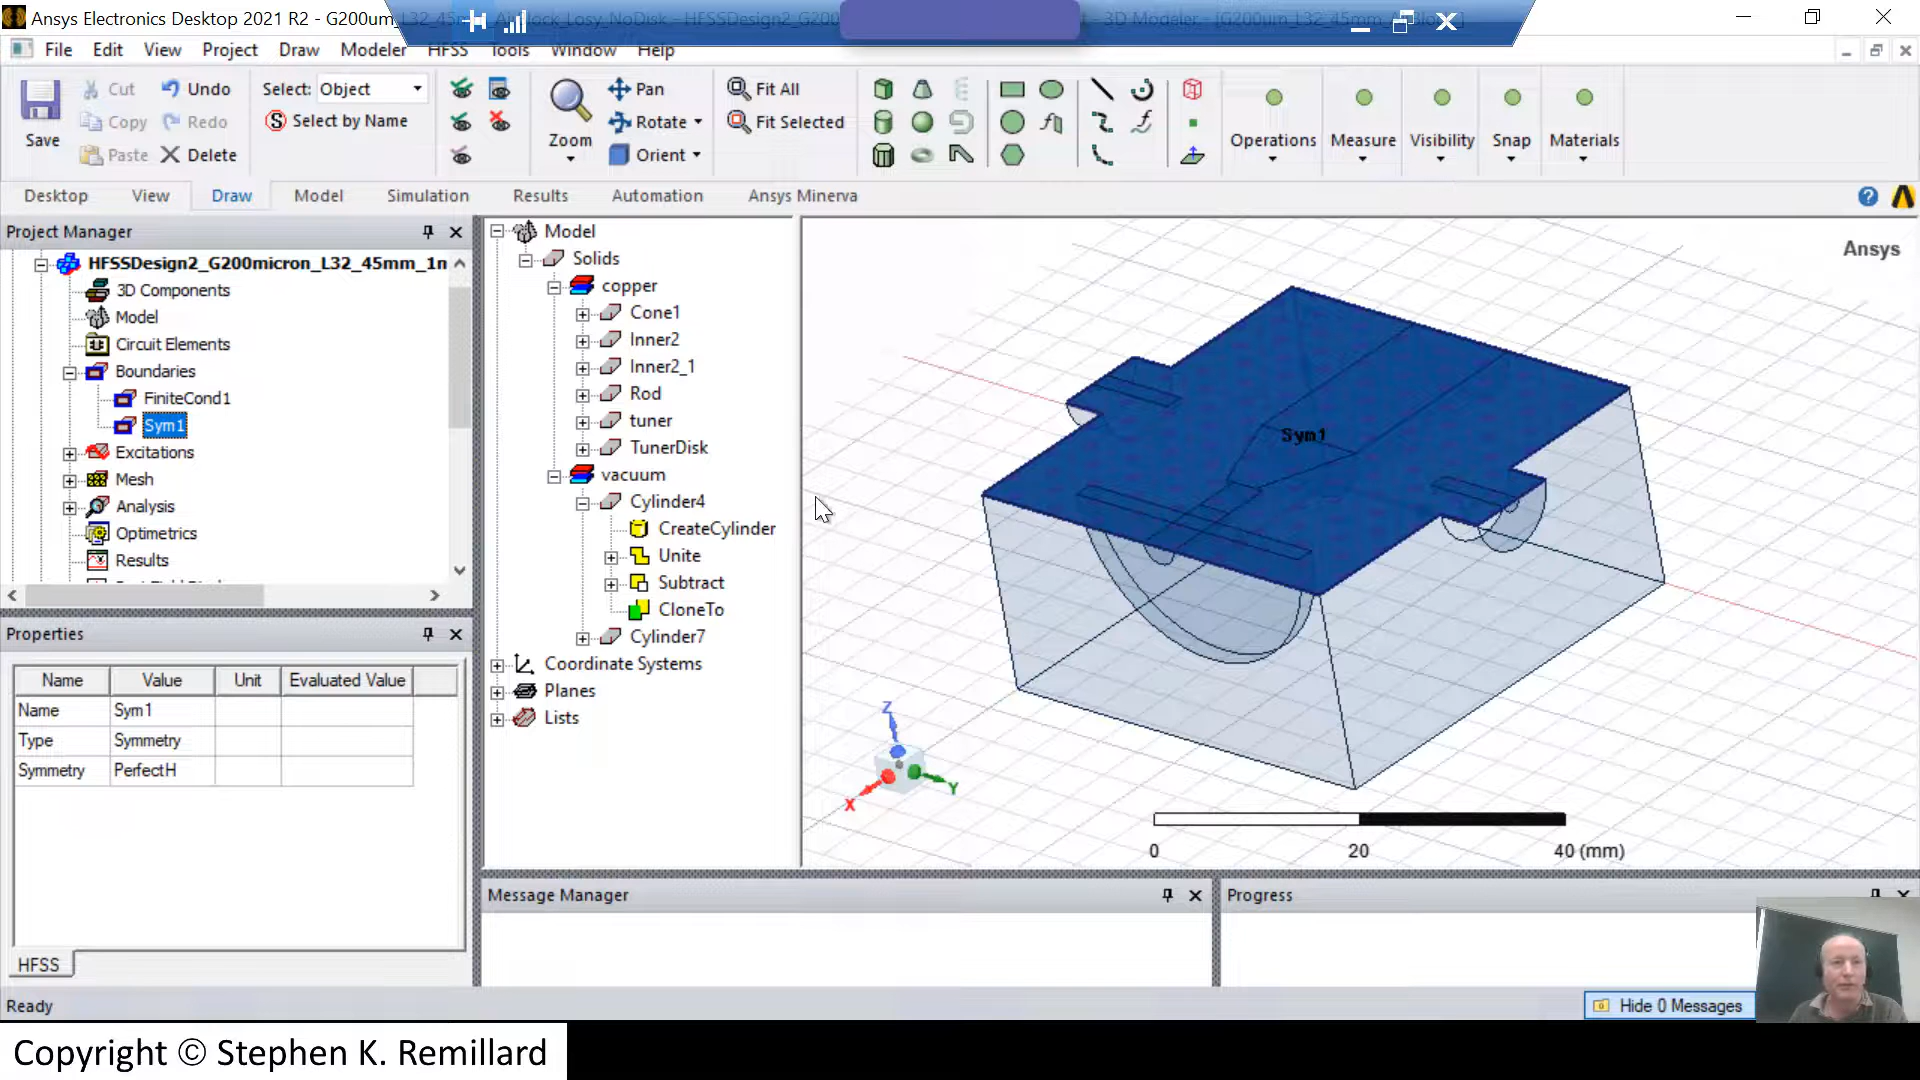 Ansys Electronics Desktop 2021 R2 - G200um_L32_45mm_Airblock_Losy_NoDisk - HFSSDesign2_G200 - 3D Modeler - [G200um_L32_45mm
File Edit View Project Draw Modeler HFSS Tools Window Help
Save
Cut
Copy
Paste
Undo
Redo
Delete
Select: Object
Select by Name
Zoom
Pan
Rotate
Orient
Fit All
Fit Selected
Operations
Measure
Visibility
Snap
Materials
Desktop View Draw Model Simulation Results Automation Ansys Minerva
Project Manager
HFSSDesign2_G200micron_L32_45mm_1n
3D Components
Model
Circuit Elements
Boundaries
FiniteCond1
Sym1
Excitations
Mesh
Analysis
Optimetrics
Results
Properties
Name Value Unit Evaluated Value
Name Sym1
Type Symmetry
Symmetry PerfectH
HFSS
Model
Solids
copper
Cone1
Inner2
Inner2_1
Rod
tuner
TunerDisk
vacuum
Cylinder4
CreateCylinder
Unite
Subtract
CloneTo
Cylinder7
Coordinate Systems
Planes
Lists
Ansys
Sym1
Z
X
Y
0 20 40 (mm)
Message Manager
Progress
Ready
Hide 0 Messages
Copyright © Stephen K. Remillard